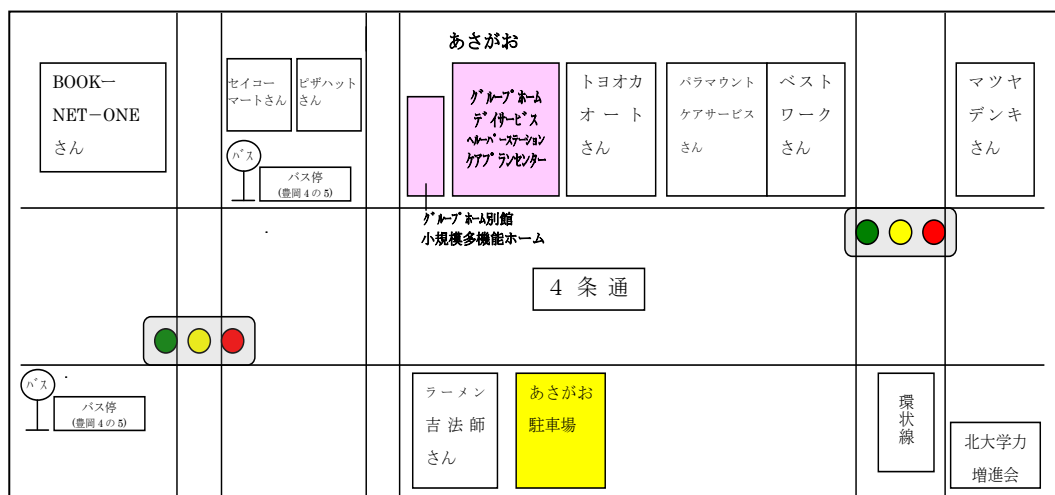 あさがお
BOOK－
NET－ONE
さん
セイコー
マートさん
ピザハット
さん
グループホーム
デイサービス
ヘルパーステーション
ケアプランセンター
トヨオカ
オート
さん
パラマウント
ケアサービス
さん
ベスト
ワーク
さん
マツヤ
デンキ
さん
バス
バス停
(豊岡4の5)
グループホーム別館
小規模多機能ホーム
4 条 通
バス
バス停
(豊岡4の5)
ラーメン
吉法師
さん
あさがお
駐車場
環状線
北大学力
増進会